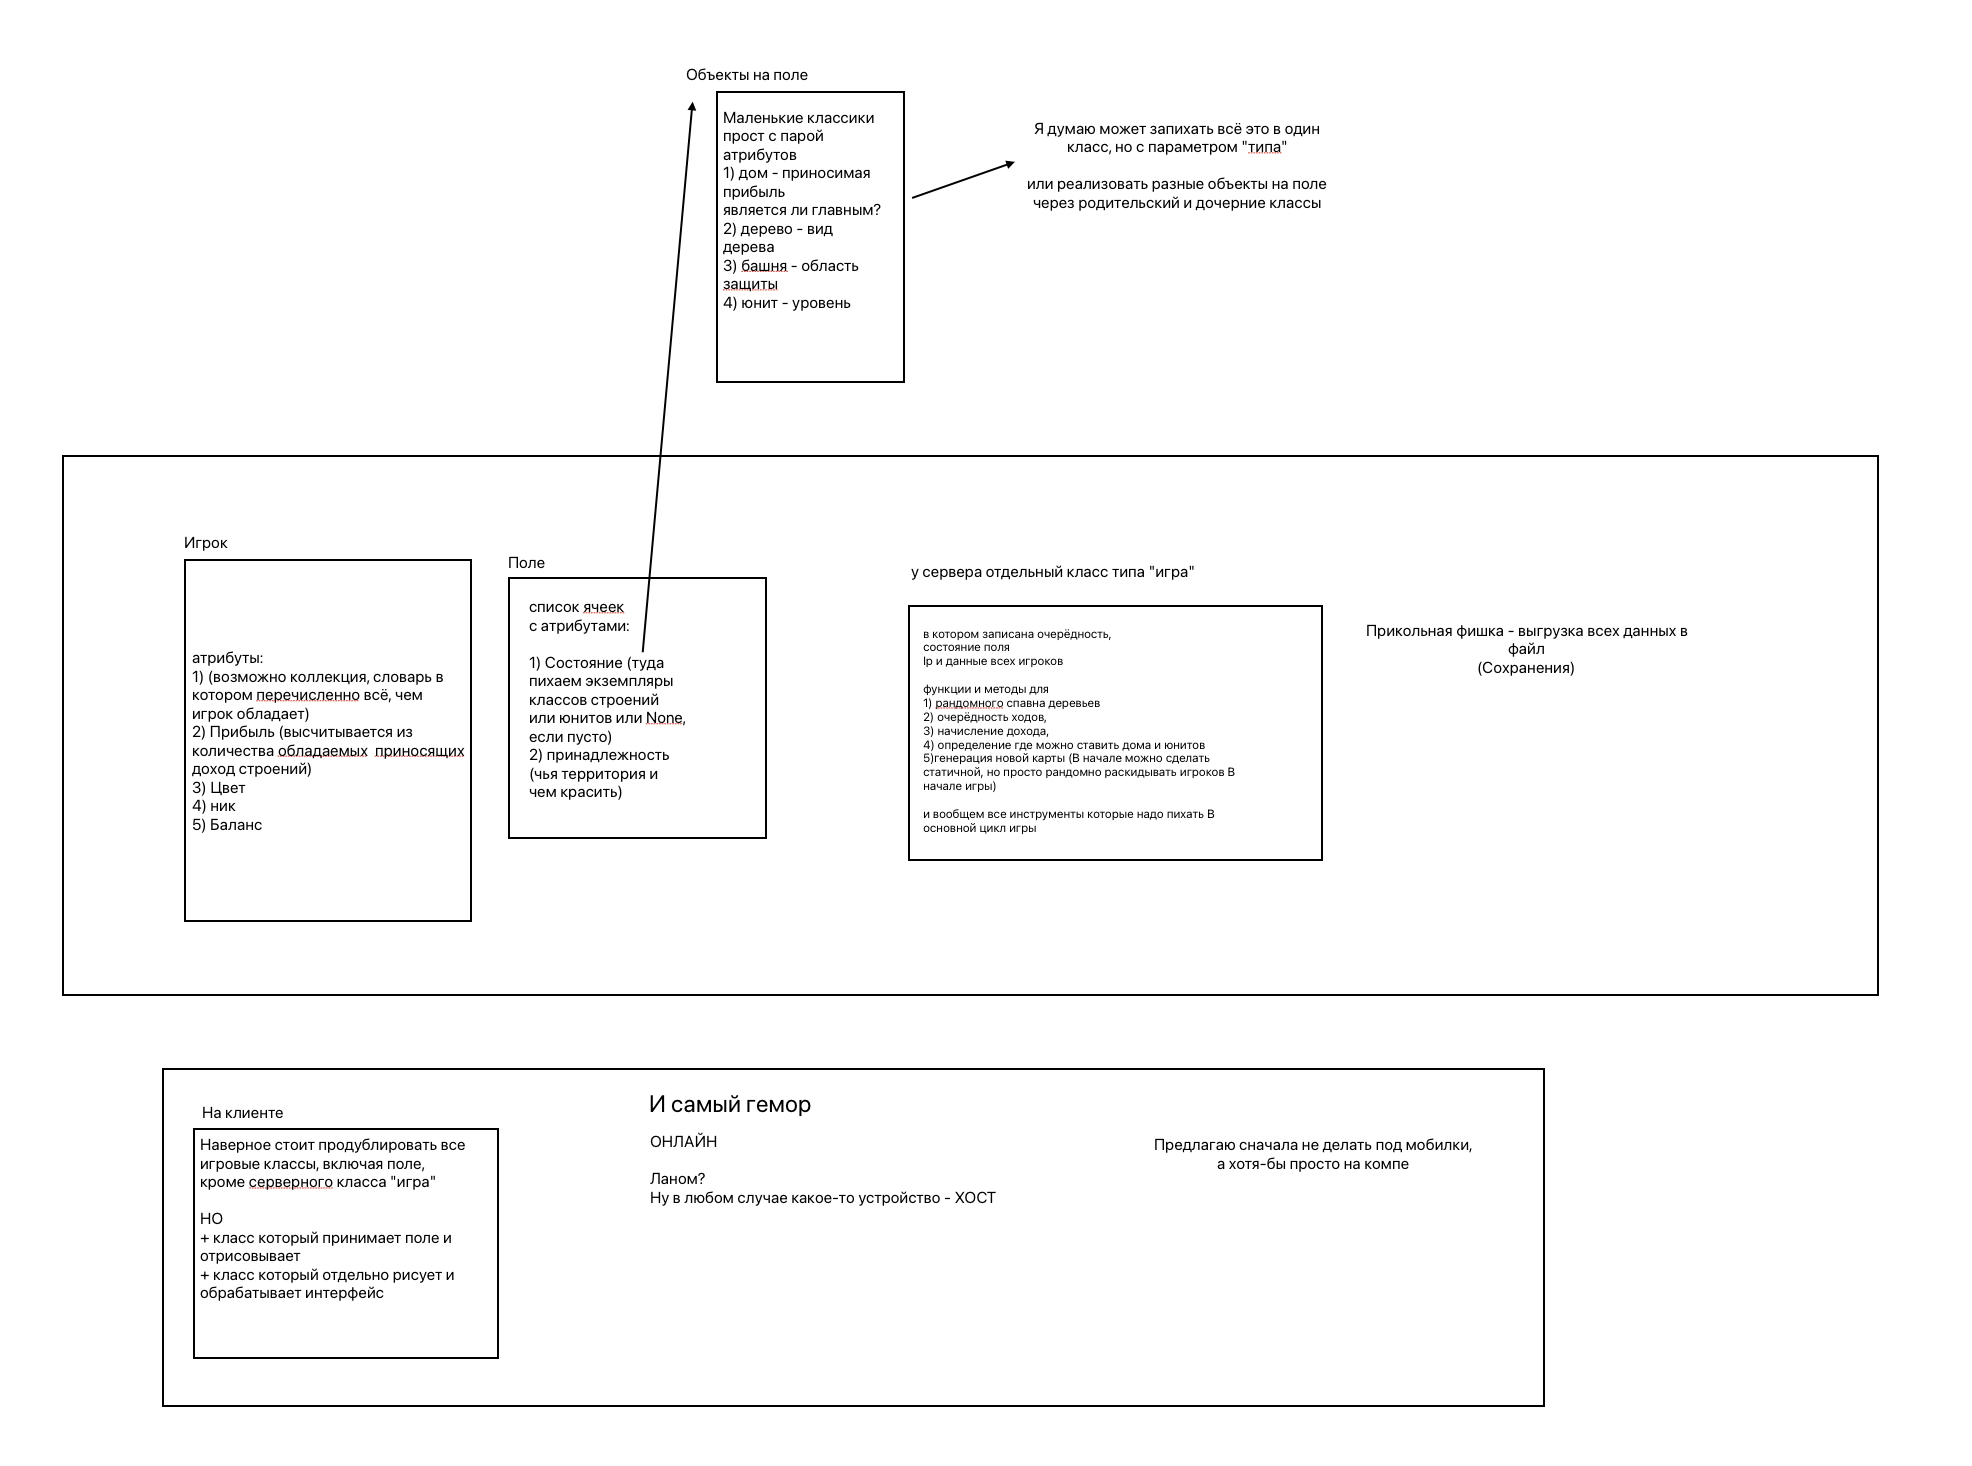 Объекты на поле
Маленькие классики
прост с парой
атрибутов
1) дом - приносимая
прибыль
является ли главным?
2) дерево - вид
дерева
3) башня - область
защиты
4) юнит - уровень
Я думаю может запихать всё это в один
класс, но с параметром "типа"
или реализовать разные объекты на поле
через родительский и дочерние классы
Игрок
атрибуты:
1) (возможно коллекция, словарь в
котором перечисленно всё, чем
игрок обладает)
2) Прибыль (высчитывается из
количества обладаемых  приносящих
доход строений)
3) Цвет
4) ник
5) Баланс
Поле
список ячеек
с атрибутами:
1) Состояние (туда
пихаем экземпляры
классов строений
или юнитов или None,
если пусто)
2) принадлежность
(чья территория и
чем красить)
у сервера отдельный класс типа "игра"
в котором записана очерёдность,
состояние поля
Ip и данные всех игроков
функции и методы для
1) рандомного спавна деревьев
2) очерёдность ходов,
3) начисление дохода,
4) определение где можно ставить дома и юнитов
5)генерация новой карты (В начале можно сделать
статичной, но просто рандомно раскидывать игроков В
начале игры)
и вообщем все инструменты которые надо пихать В
основной цикл игры
Прикольная фишка - выгрузка всех данных в
файл
(Сохранения)
На клиенте
Наверное стоит продублировать все
игровые классы, включая поле,
кроме серверного класса "игра"
НО
+ класс который принимает поле и
отрисовывает
+ класс который отдельно рисует и
обрабатывает интерфейс
И самый гемор
ОНЛАЙН
Ланом?
Ну в любом случае какое-то устройство - ХОСТ
Предлагаю сначала не делать под мобилки,
а хотя-бы просто на компе